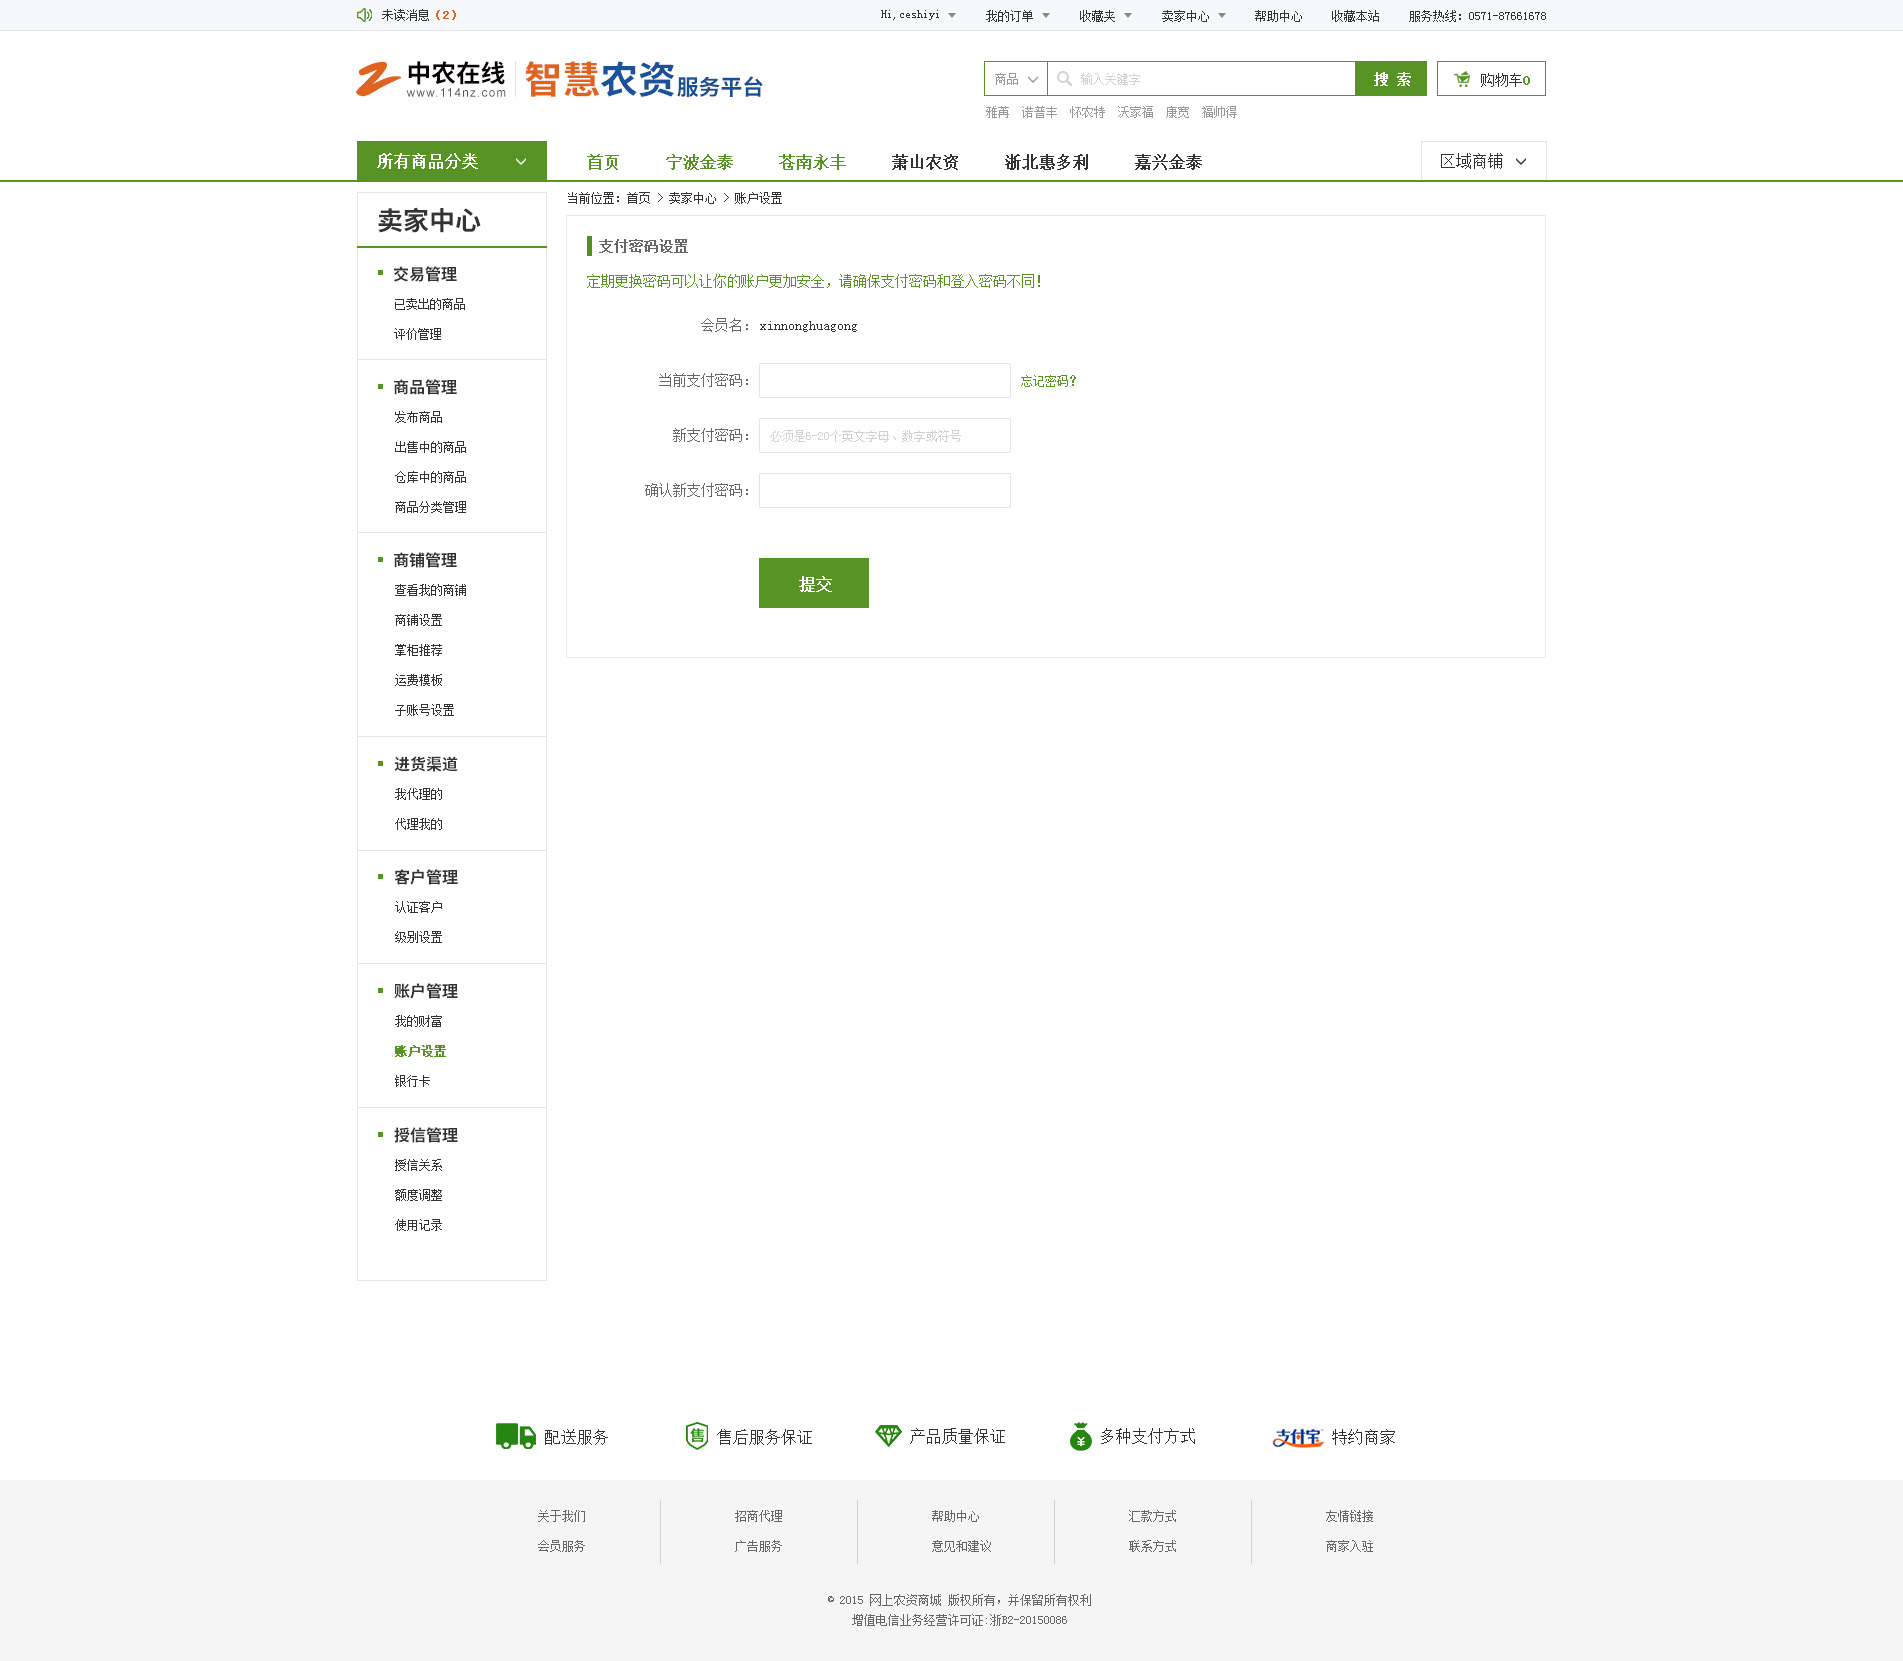 未读消息（2）
Hi,ceshiyi 我的订单 收藏夹 卖家中心 帮助中心 收藏本站 服务热线：0571-87661678
中农在线 智慧农资服务平台
www.114nz.com
商品 输入关键字 搜 索 购物车0
雅苒 诺普丰 怀农特 沃家福 康宽 福帅得
所有商品分类 首页 宁波金泰 苍南永丰 萧山农资 浙北惠多利 嘉兴金泰 区域商铺
当前位置：首页 > 卖家中心 > 账户设置
卖家中心
交易管理
已卖出的商品
评价管理
商品管理
发布商品
出售中的商品
仓库中的商品
商品分类管理
商铺管理
查看我的商铺
商铺设置
掌柜推荐
运费模板
子账号设置
进货渠道
我代理的
代理我的
客户管理
认证客户
级别设置
账户管理
我的财富
账户设置
银行卡
授信管理
授信关系
额度调整
使用记录
支付密码设置
定期更换密码可以让你的账户更加安全，请确保支付密码和登入密码不同！
会员名：xinnonghuagong
当前支付密码： 忘记密码？
新支付密码：必须是6-20个英文字母、数字或符号
确认新支付密码：
提交
配送服务 售后服务保证 产品质量保证 多种支付方式 支付宝 特约商家
关于我们 招商代理 帮助中心 汇款方式 友情链接
会员服务 广告服务 意见和建议 联系方式 商家入驻
© 2015 网上农资商城 版权所有，并保留所有权利
增值电信业务经营许可证:浙B2-20150086